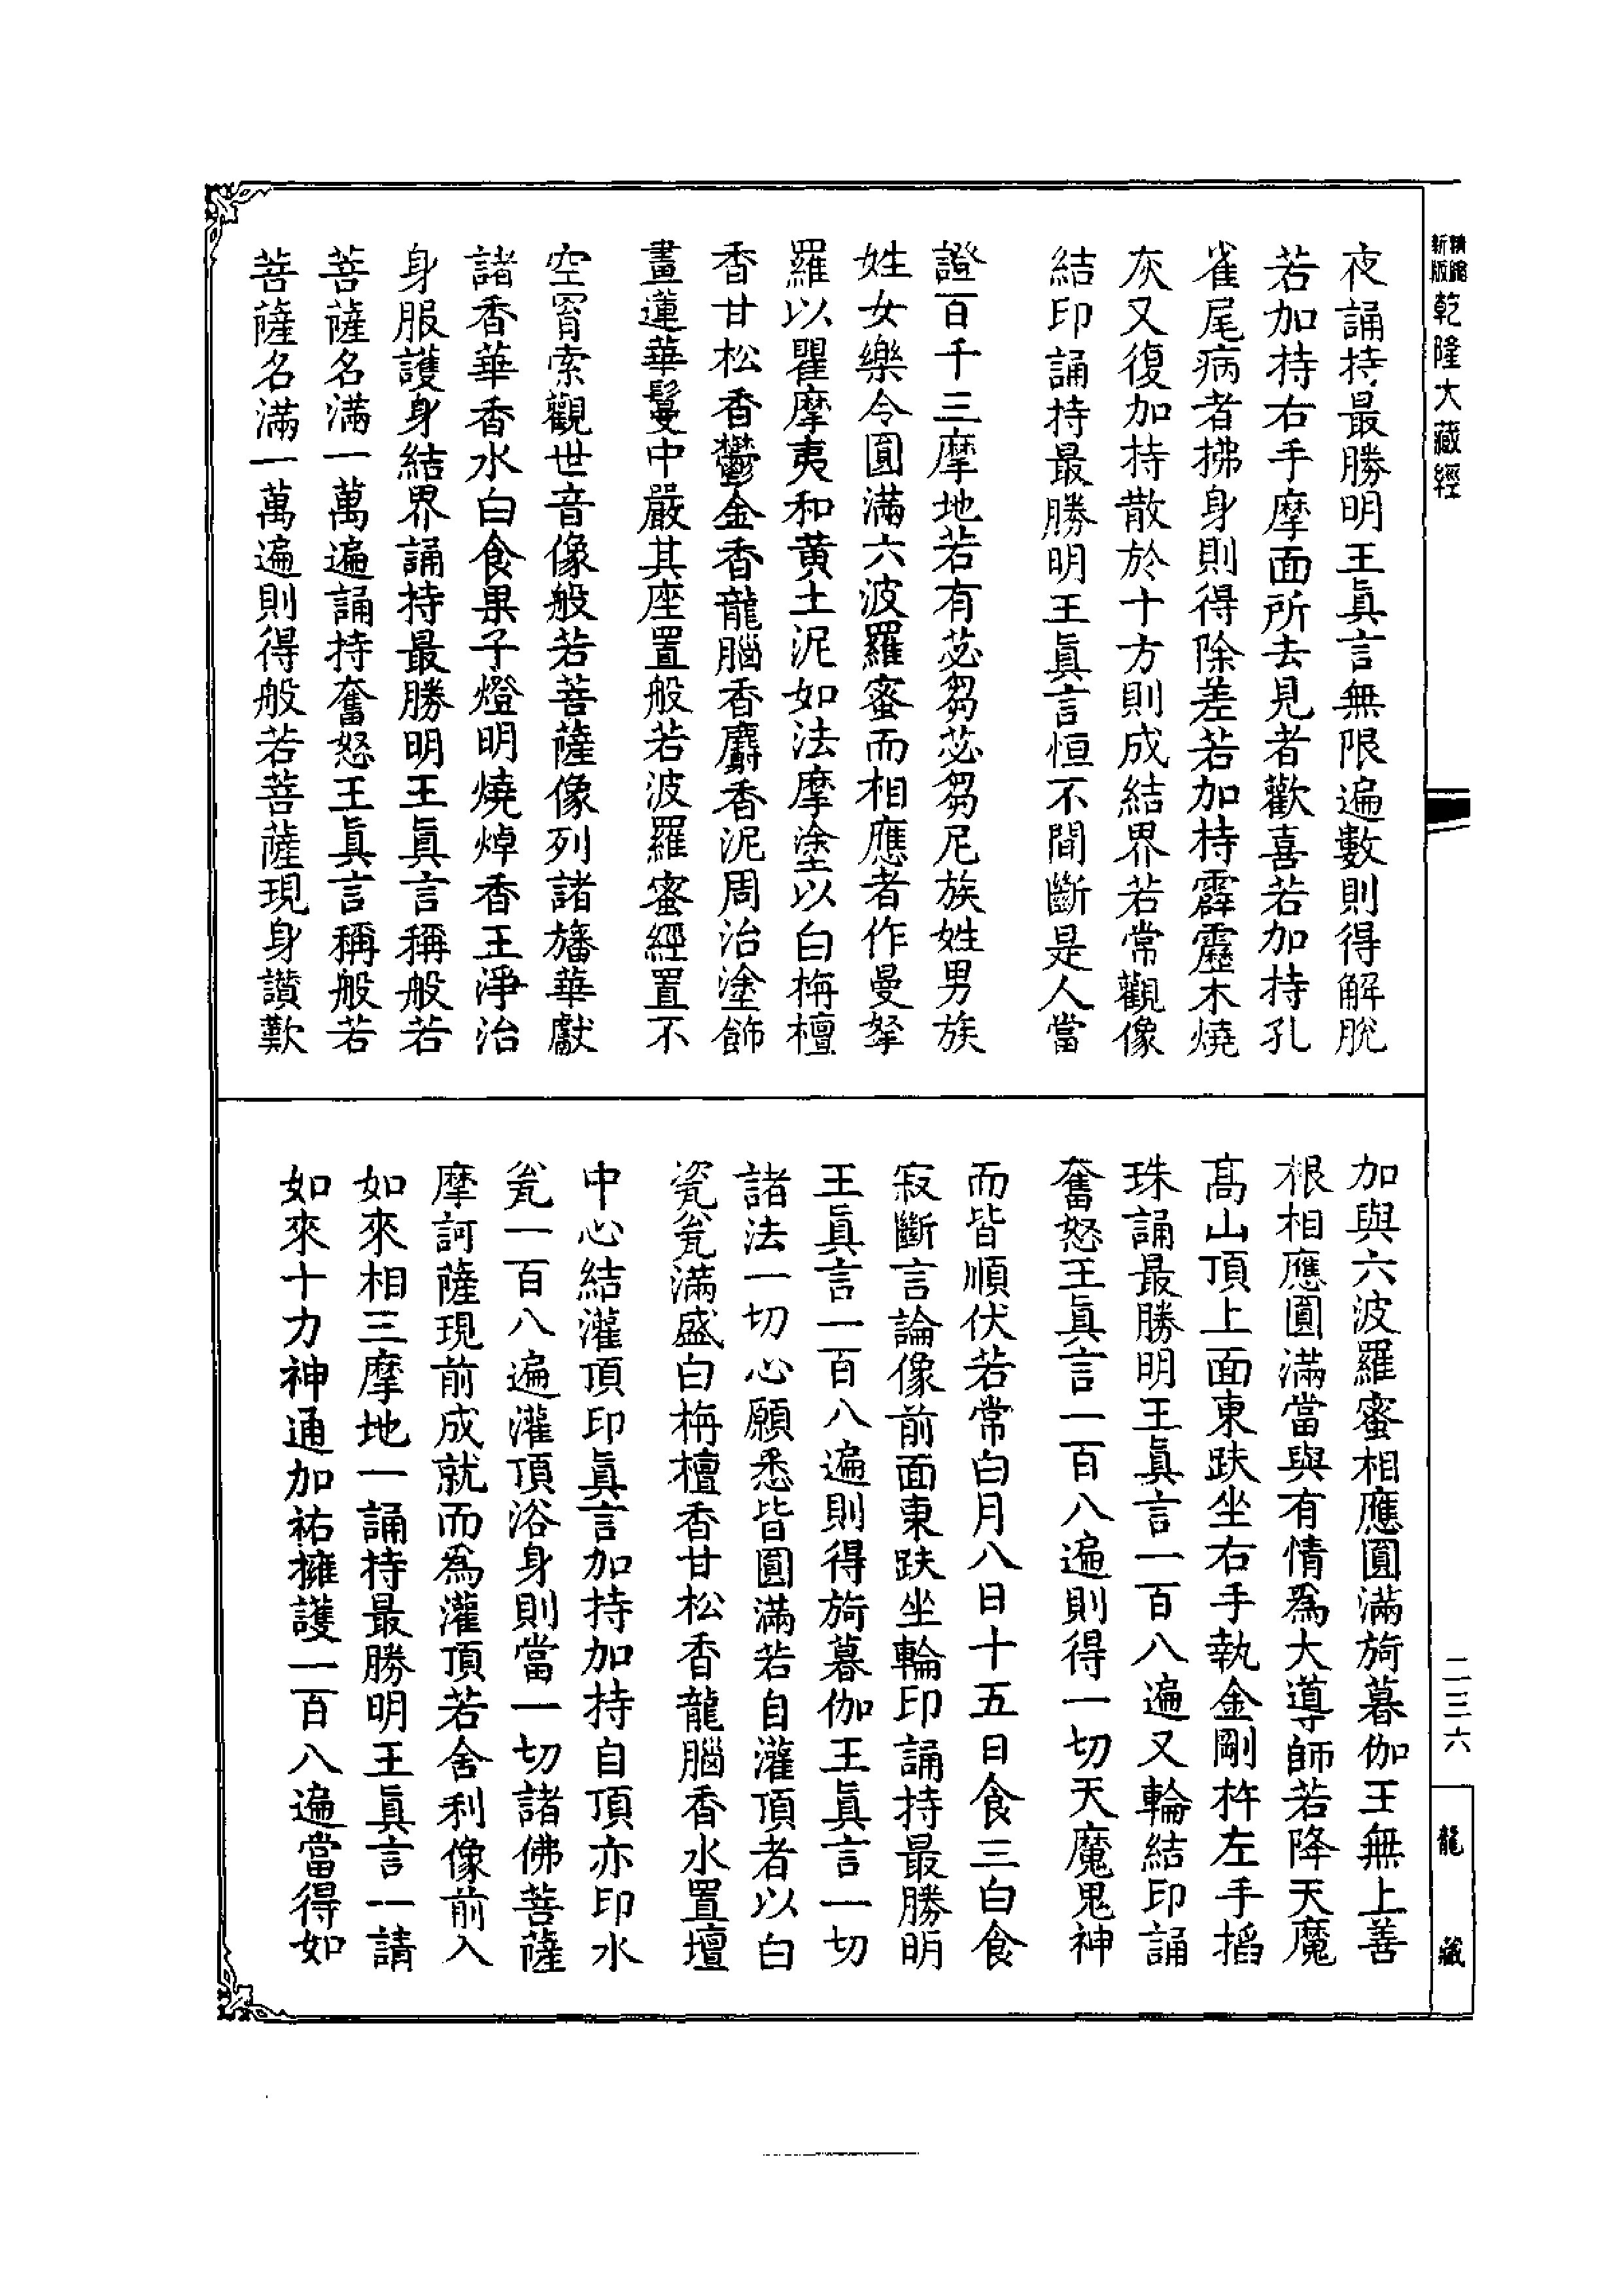 精縮
新版
乾隆大藏經
夜誦持最勝明王眞言無限遍數則得解脫
若加持右手摩面所去見者歡喜若加持孔
雀尾病者拂身則得除差若加持霹靂木燒
灰又復加持散於十方則成結界若常觀像
結印誦持最勝明王眞言恒不間斷是人當
證百千三摩地若有苾芻苾芻尼族姓男族
姓女樂令圓滿六波羅蜜而相應者作曼拏
羅以瞿摩夷和黃土泥如法摩塗以白栴檀
香甘松香鬱金香龍腦香麝香泥周治塗飾
畫蓮華鬘中嚴其座置般若波羅蜜經置不
空羂索觀世音像般若菩薩像列諸旛華獻
諸香華香水白食果子燈明燒焯香王淨治
身服護身結界誦持最勝明王眞言稱般若
菩薩名滿一萬遍誦持奮怒王眞言稱般若
菩薩名滿一萬遍則得般若菩薩現身讚歎
加與六波羅蜜相應圓滿旖暮伽王無上善
根相應圓滿當與有情爲大導師若降天魔
高山頂上面東趺坐右手執金剛杵左手搯
珠誦最勝明王眞言一百八遍又輪結印誦
奮怒王眞言一百八遍則得一切天魔鬼神
而皆順伏若常白月八日十五日食三白食
寂斷言論像前面東趺坐輪印誦持最勝明
王眞言一百八遍則得旖暮伽王眞言一切
諸法一切心願悉皆圓滿若自灌頂者以白
瓷瓮滿盛白栴檀香甘松香龍腦香水置壇
中心結灌頂印眞言加持加持自頂亦印水
瓮一百八遍灌頂浴身則當一切諸佛菩薩
摩訶薩現前成就而爲灌頂若舍利像前入
如來相三摩地一誦持最勝明王眞言一請
如來十力神通加祐擁護一百八遍當得如
二三六
龍藏